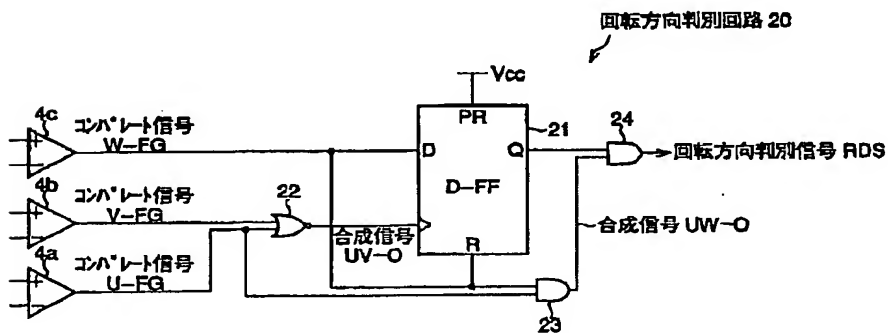 回転方向判別回路 20
Vcc
4c
コンパレート信号
W-FG
PR
21
24
D
Q
回転方向判別信号 RDS
4b
コンパレート信号
V-FG
22
D-FF
合成信号
UV-O
合成信号 UW-O
4a
コンパレート信号
U-FG
R
23